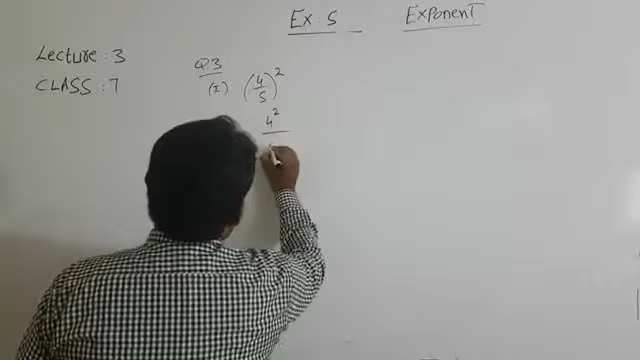 Ex: 5 Exponent
Lecture : 3
CLASS : 7
Q3
(I) (4/5)²
4²